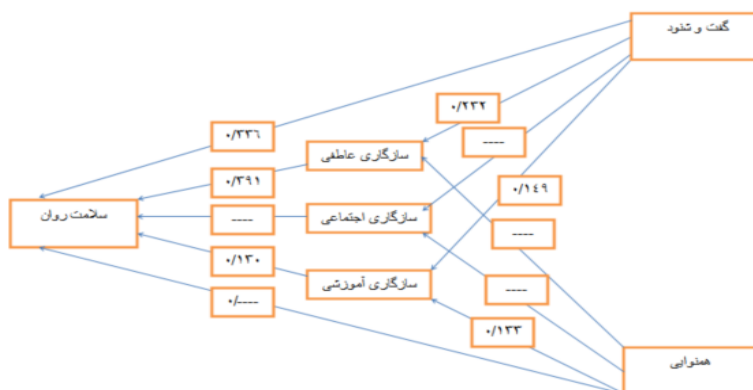 گفت و شنود
۰/۲۳۲
----
۰/۳۳۶
سازگاری عاطفی
۰/۳۹۱
۰/۱۴۹
سلامت روان
----
سازگاری اجتماعی
----
۰/۱۳۰
سازگاری آموزشی
----
۰/----
۰/۱۳۳
همنوایی